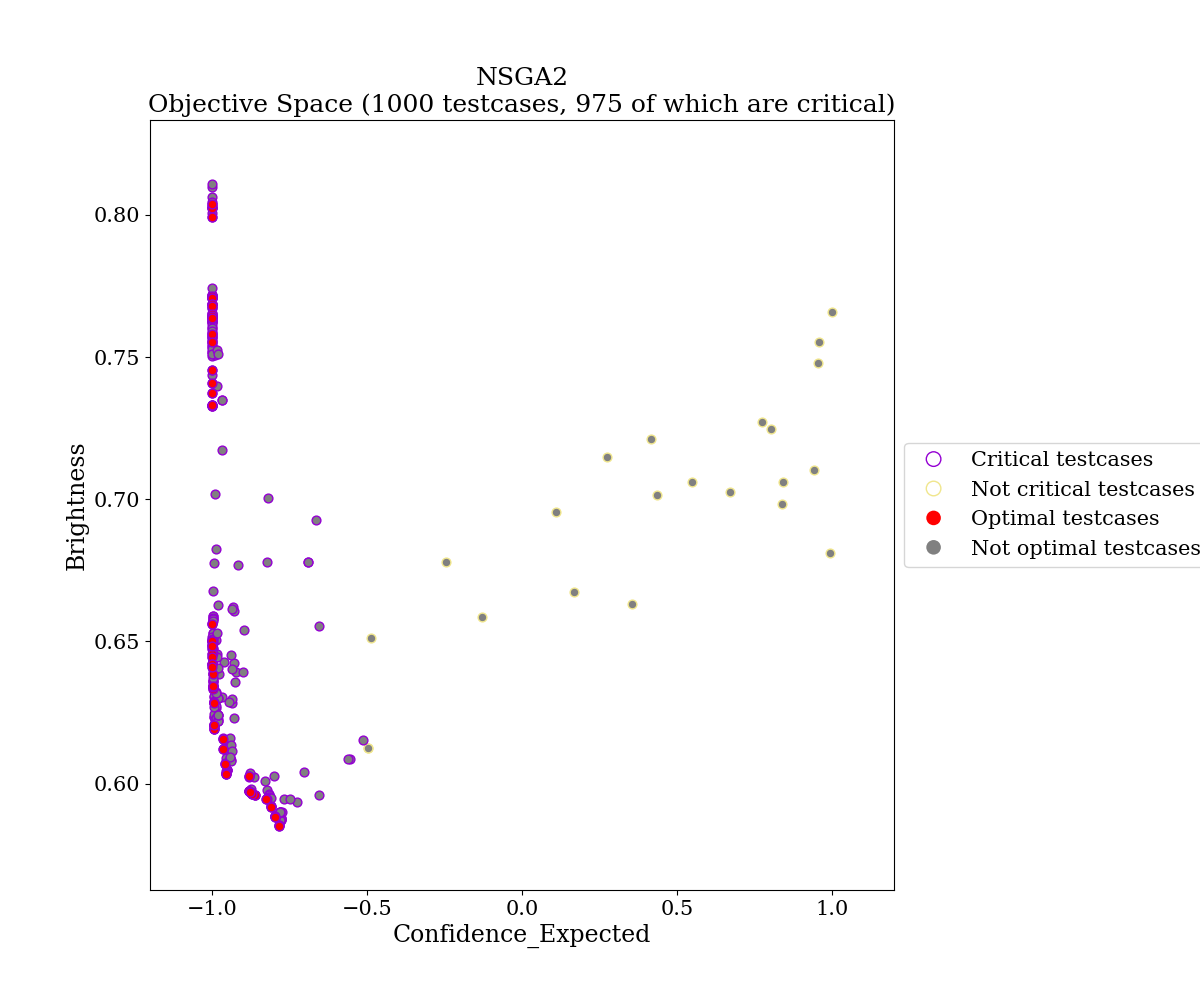 NSGA2
Objective Space (1000 testcases, 975 of which are critical)
0.80
0.75
0.70
0.65
0.60
Brightness
−1.0
−0.5
0.0
0.5
1.0
Confidence_Expected
Critical testcases
Not critical testcases
Optimal testcases
Not optimal testcases